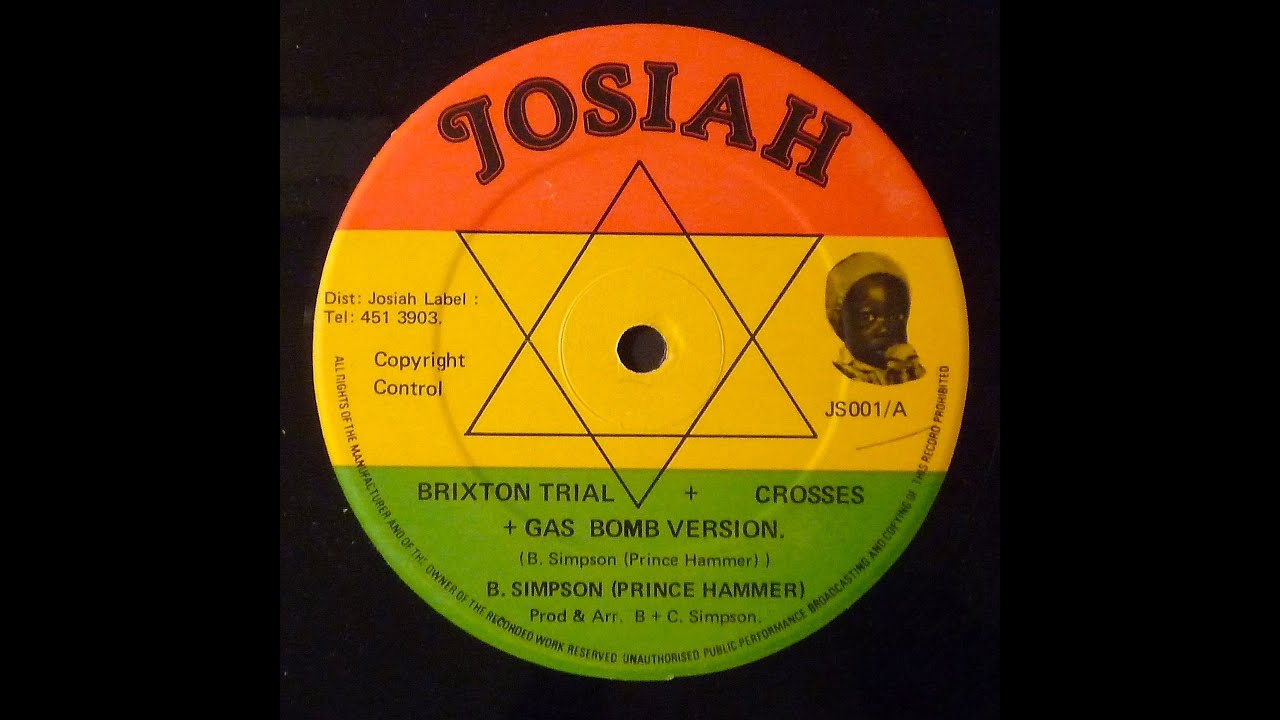 JOSIAH
Dist: Josiah Label :
Tel: 451 3903.
Copyright
Control
JS001/A
BRIXTON TRIAL + CROSSES
+ GAS BOMB VERSION.
(B. Simpson (Prince Hammer) )
B. SIMPSON (PRINCE HAMMER)
Prod & Arr. B + C. Simpson.
ALL RIGHTS OF THE MANUFACTURER AND OF THE OWNER OF THE RECORDED WORK RESERVED UNAUTHORISED PUBLIC PERFORMANCE BROADCASTING AND COPYING OF THIS RECORD PROHIBITED